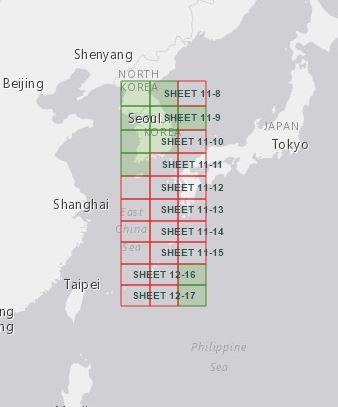 Shenyang
Beijing
NORTH
KOREA
SHEET 11-8
Seoul
SHEET 11-9
KOREA
JAPAN
SHEET 11-10
Tokyo
SHEET 11-11
SHEET 11-12
Shanghai
East
SHEET 11-13
China
SHEET 11-14
Sea
SHEET 11-15
SHEET 12-16
Taipei
SHEET 12-17
Philippine
Sea